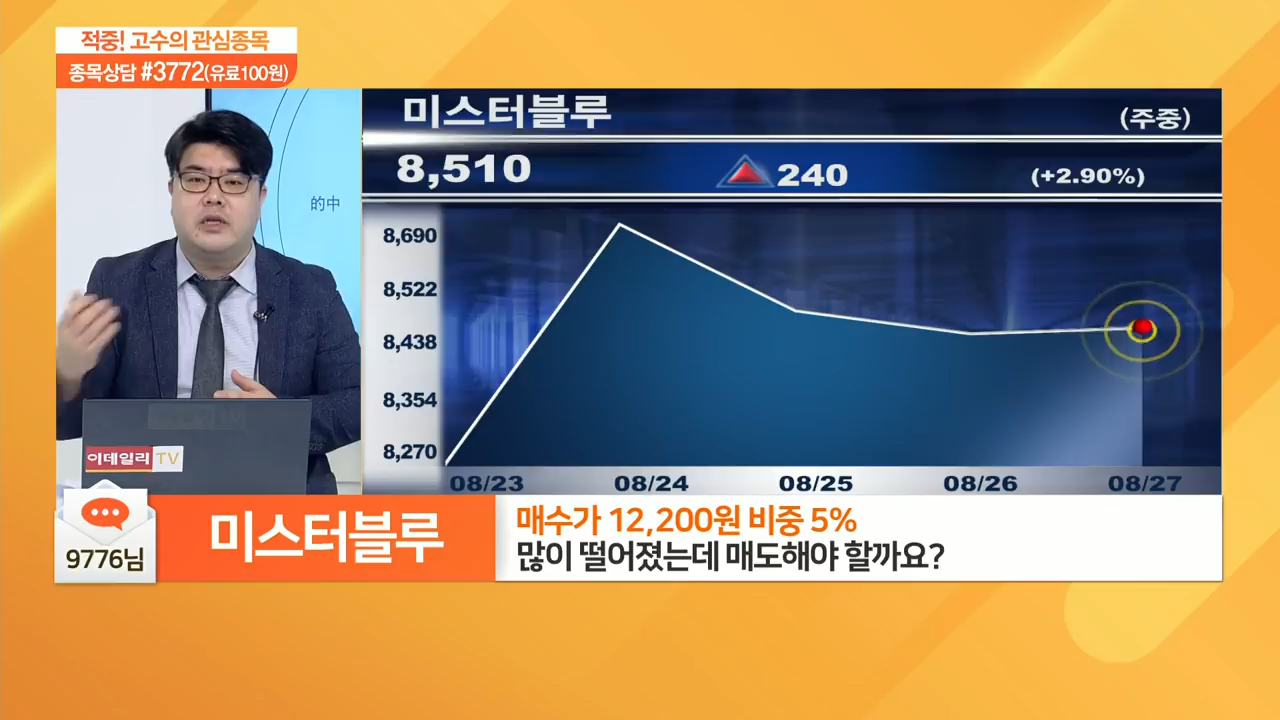 적중! 고수의 관심종목
종목상담 #3772(유료100원)
的中
이데일리TV
미스터블루
(주중)
8,510
240
(+2.90%)
8,690
8,522
8,438
8,354
8,270
08/23
08/24
08/25
08/26
08/27
9776님
미스터블루
매수가 12,200원 비중 5%
많이 떨어졌는데 매도해야 할까요?